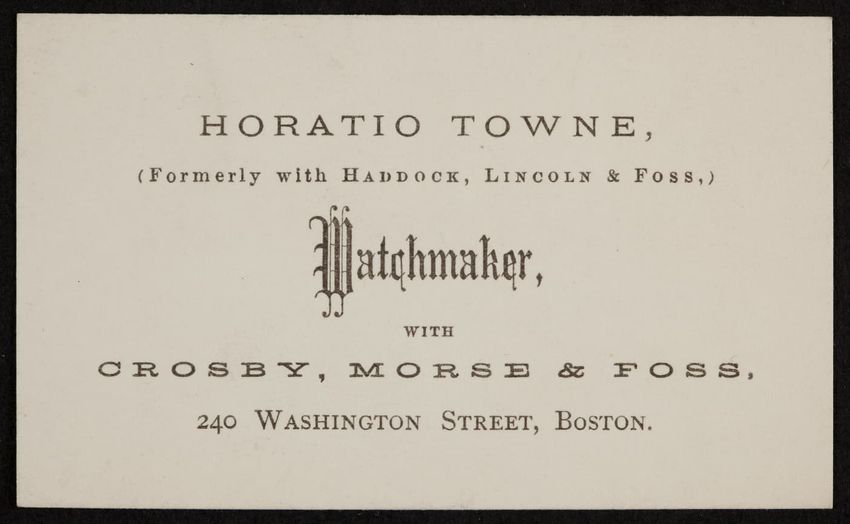 HORATIO TOWNE,
(Formerly with HADDOCK, LINCOLN & FOSS,)
Watchmaker,
WITH
CROSBY, MORSE & FOSS,
240 WASHINGTON STREET, BOSTON.